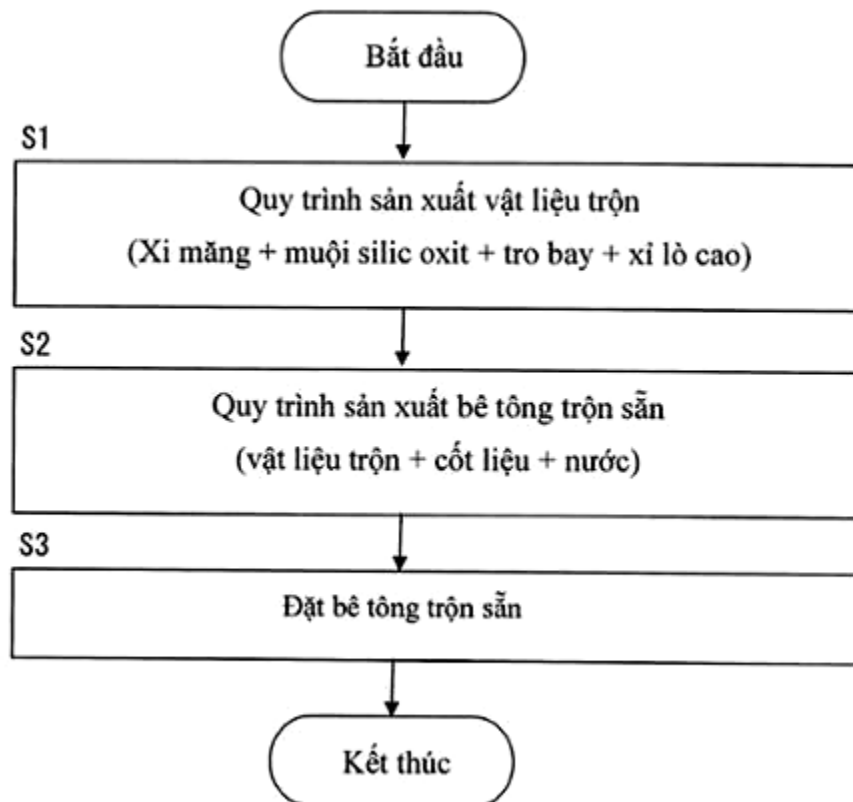 Bắt đầu
S1
Quy trình sản xuất vật liệu trộn
(Xi măng + muội silic oxit + tro bay + xỉ lò cao)
S2
Quy trình sản xuất bê tông trộn sẵn
(vật liệu trộn + cốt liệu + nước)
S3
Đặt bê tông trộn sẵn
Kết thúc